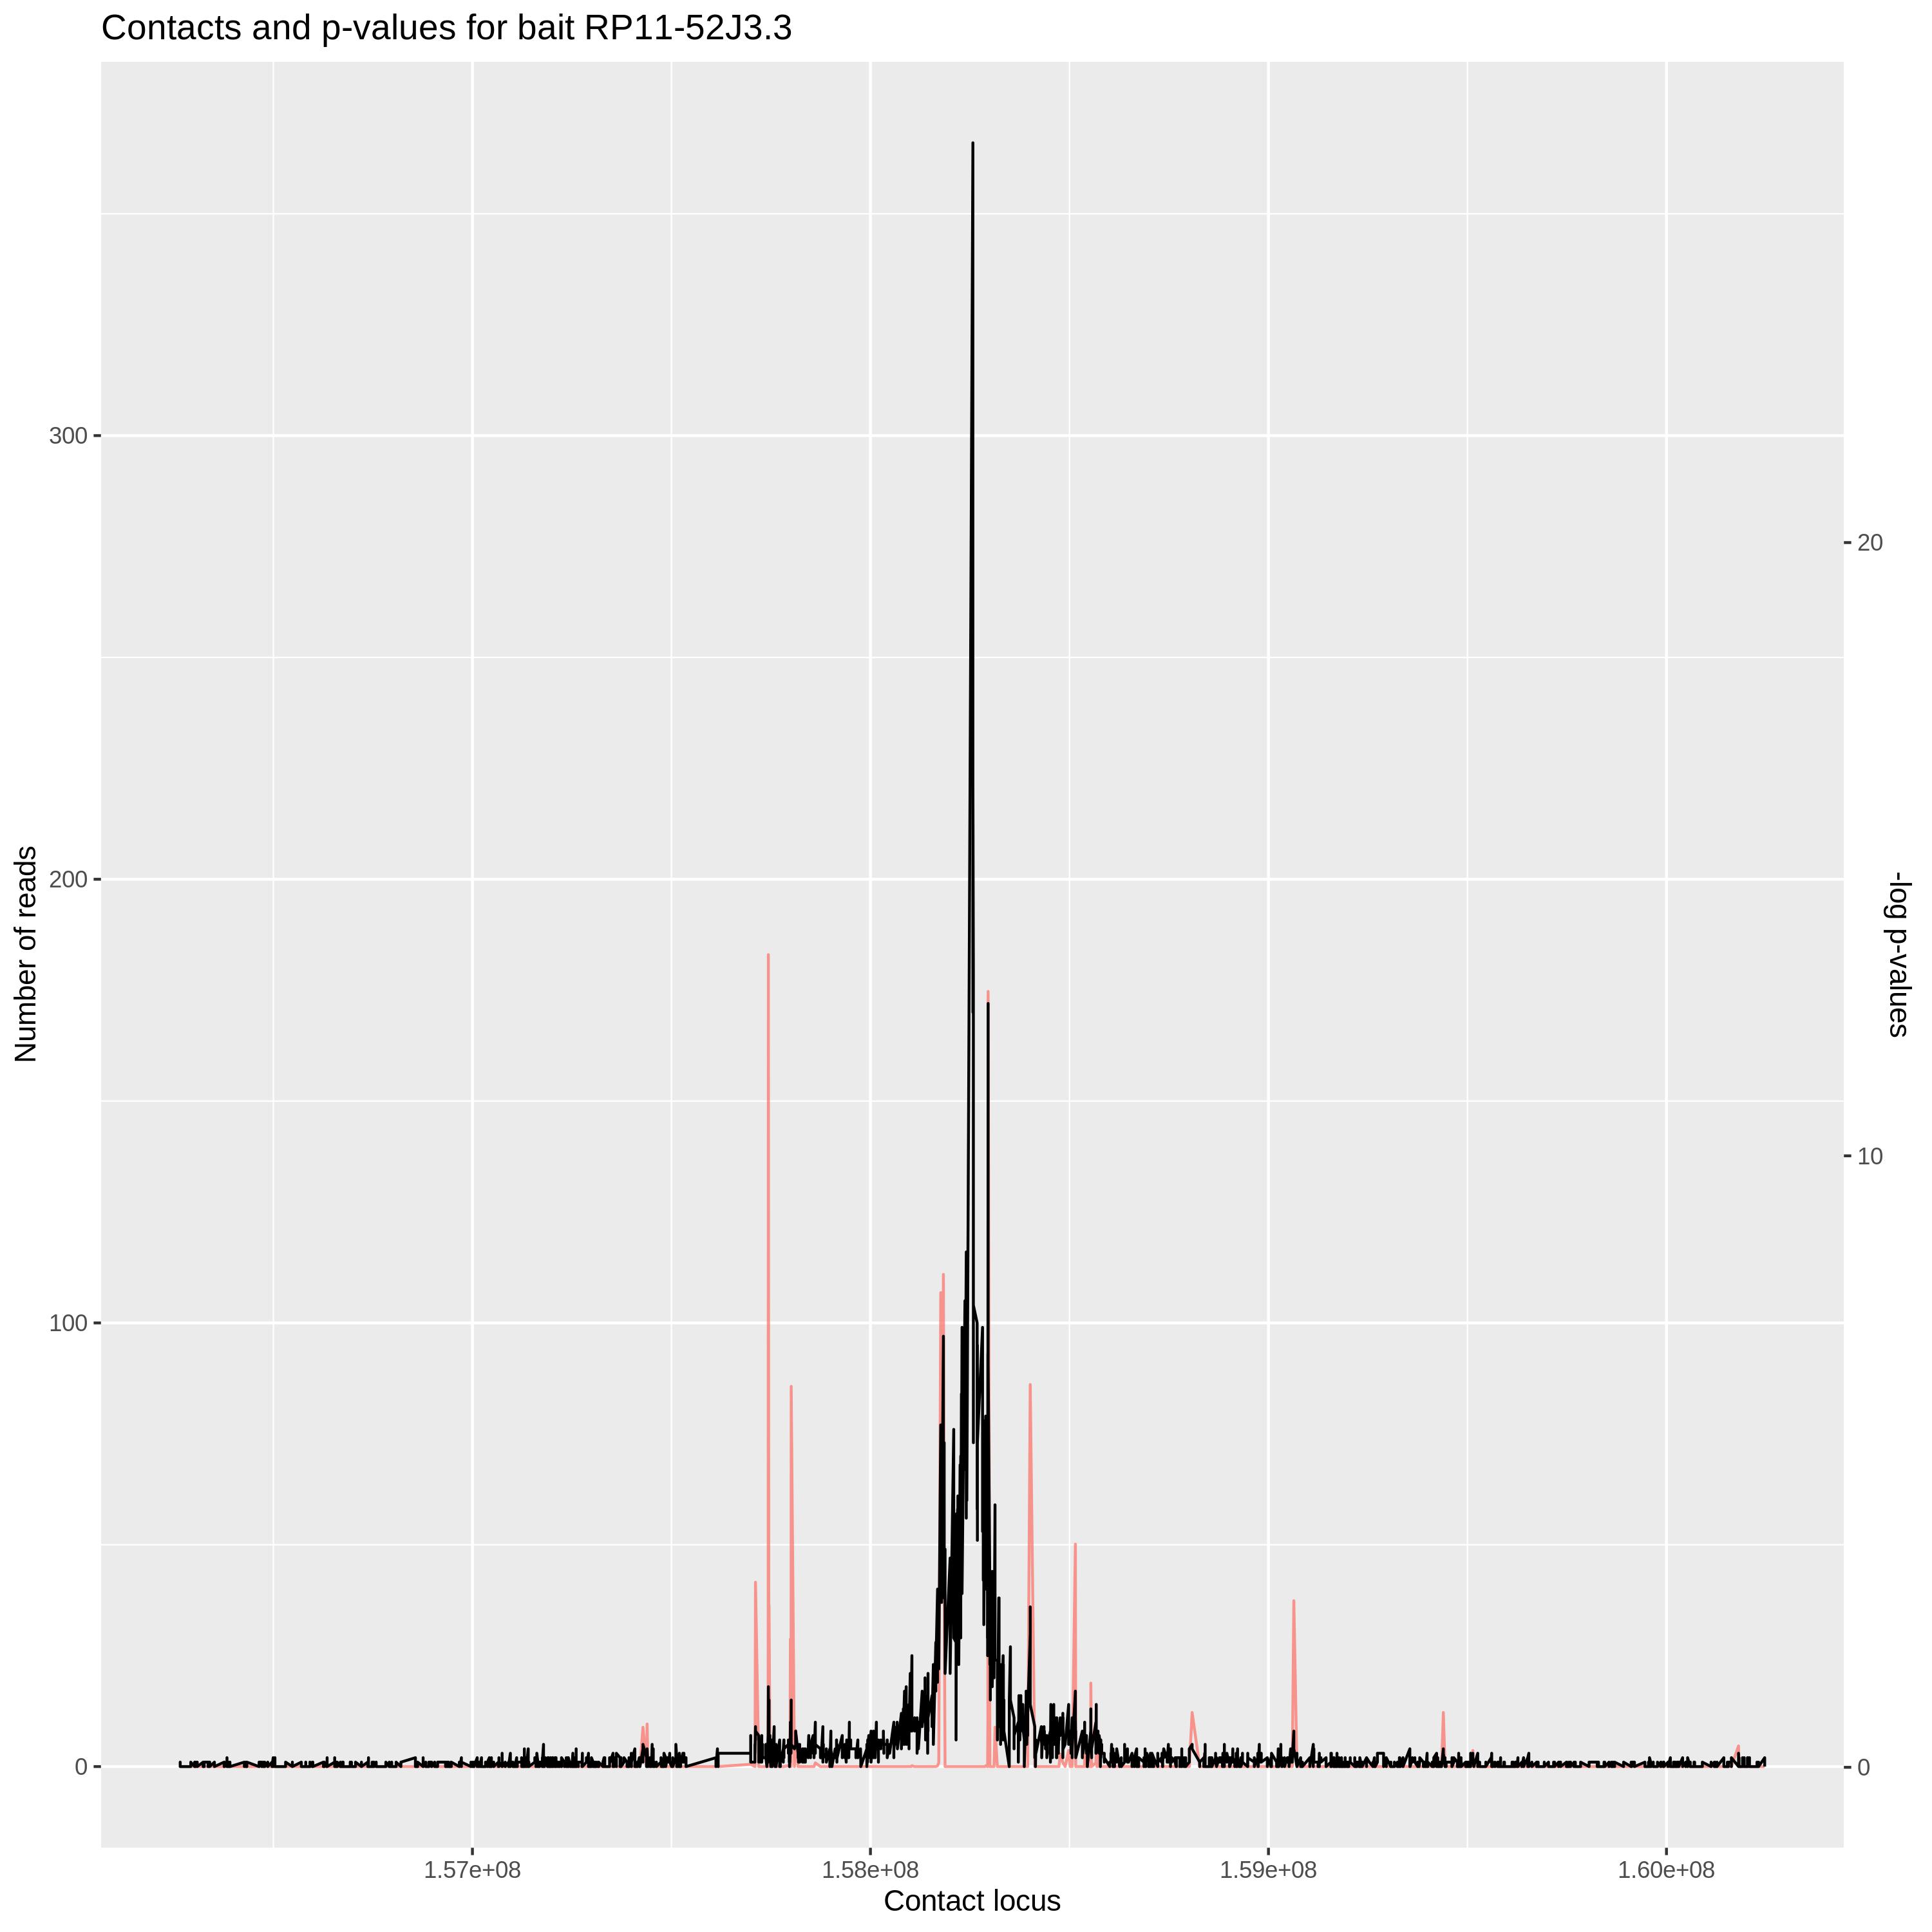 Contacts and p-values for bait RP11-52J3.3
Number of reads
300
200
100
0
20
10
0
-log p-values
1.57e+08
1.58e+08
1.59e+08
1.60e+08
Contact locus